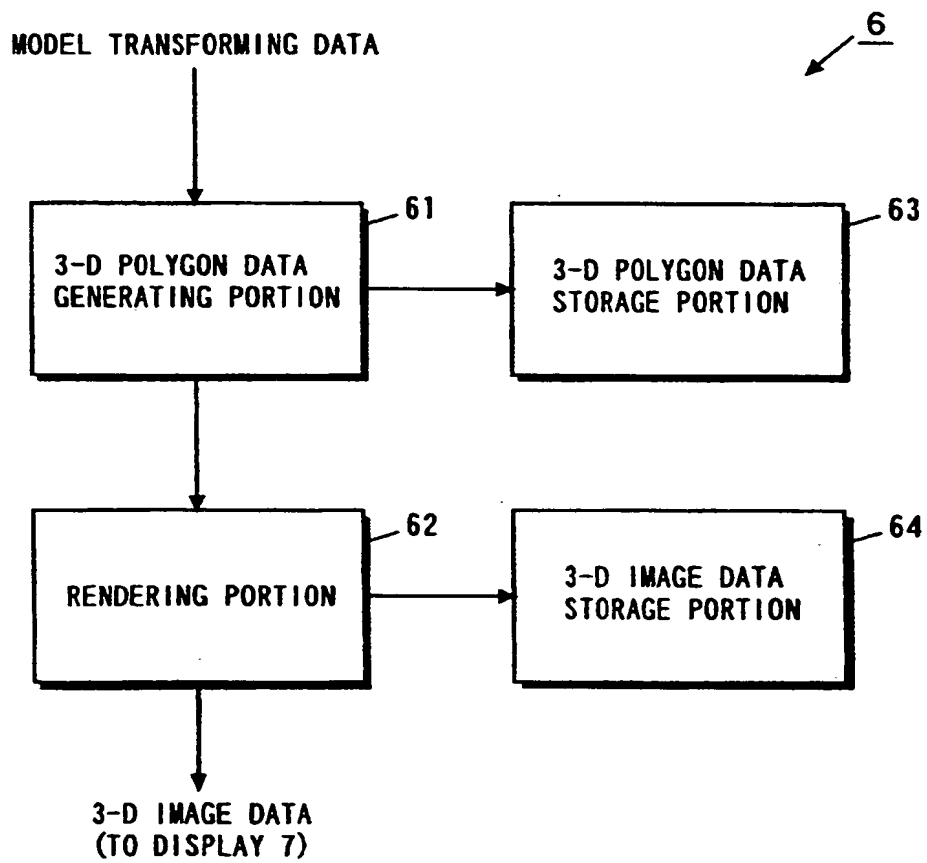 6
MODEL TRANSFORMING DATA
61
3-D POLYGON DATA
GENERATING PORTION
63
3-D POLYGON DATA
STORAGE PORTION
62
RENDERING PORTION
64
3-D IMAGE DATA
STORAGE PORTION
3-D IMAGE DATA
(TO DISPLAY 7)